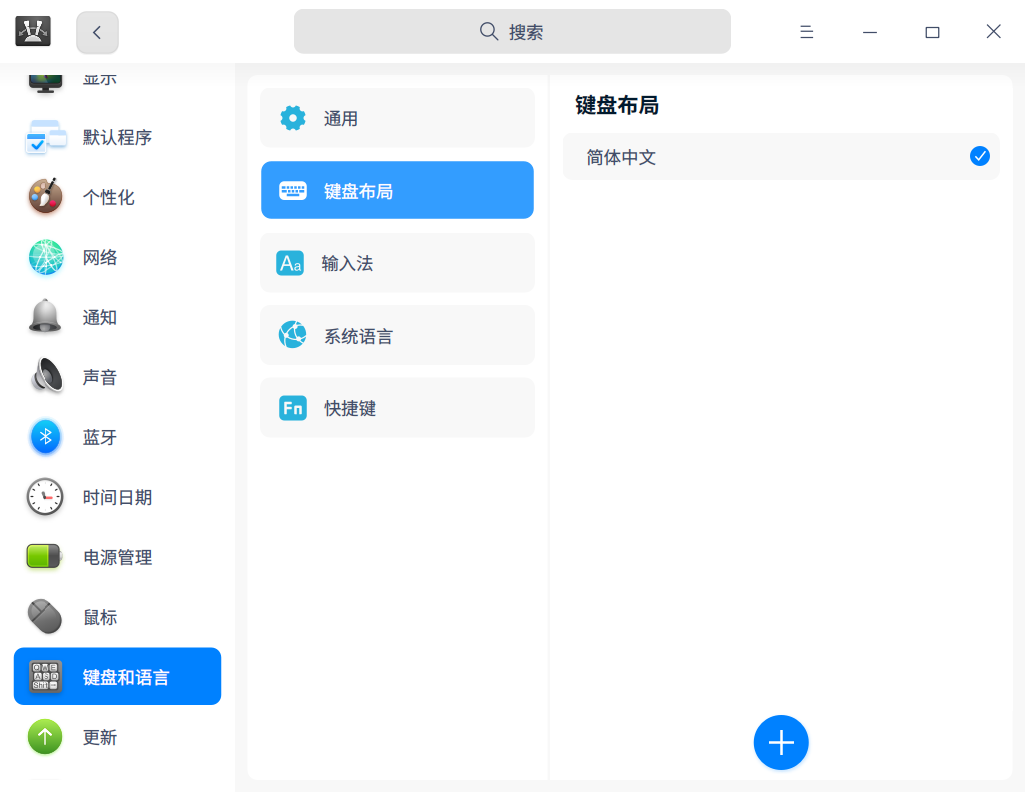 搜索
显示
默认程序
个性化
网络
通知
声音
蓝牙
时间日期
电源管理
鼠标
键盘和语言
更新
通用
键盘布局
Aa
输入法
系统语言
Fn
快捷键
键盘布局
简体中文